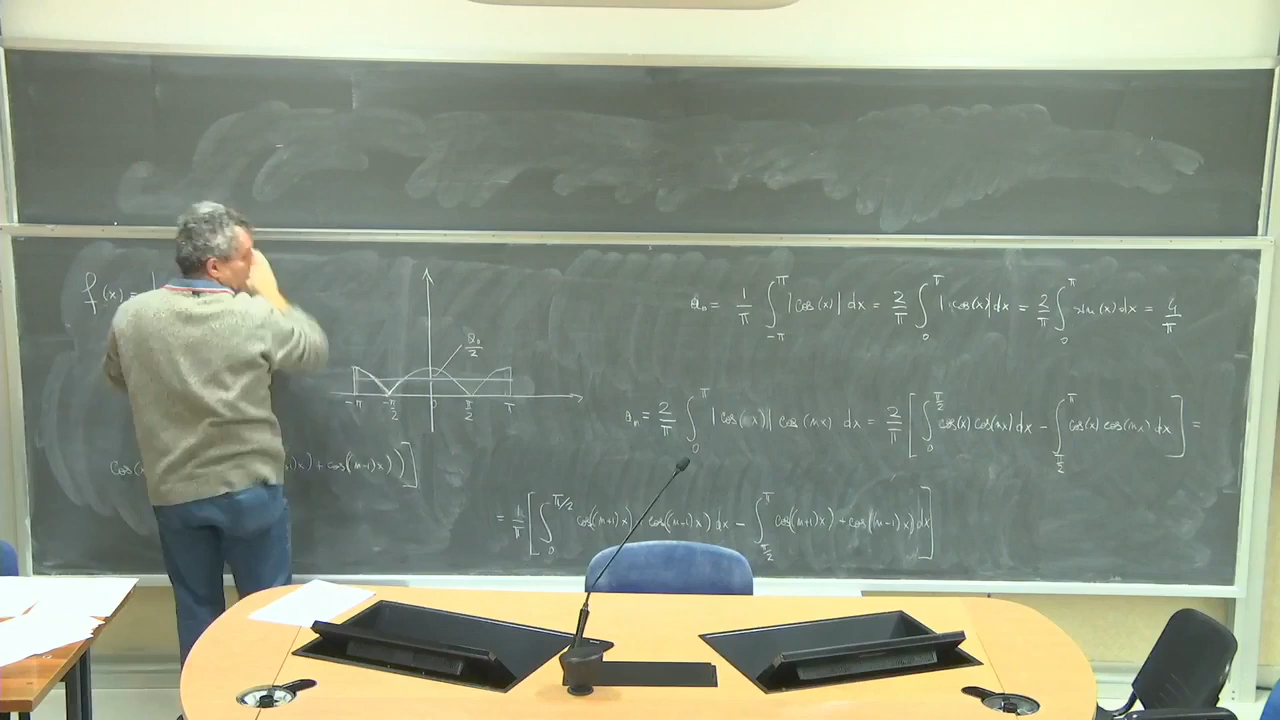 f(x) =
a₀ = 1/π ∫_{-π}^{π} |cos(x)| dx = 2/π ∫_0^π |cos(x)| dx = 2/π ∫_0^π sin(x) dx = 4/π
a₀/2
-π -π/2 0 π/2 π
aₙ = 2/π ∫_0^π |cos(x)| cos(nx) dx = 2/π [∫_0^{π/2} cos(x) cos(nx) dx - ∫_{π/2}^π cos(x) cos(nx) dx] =
cos(x) + cos((n-1)x))]
= 1/π [∫_0^{π/2} cos((n+1)x) cos((n-1)x) dx - ∫_{π/2}^π cos((n+1)x) + cos((n-1)x) dx]